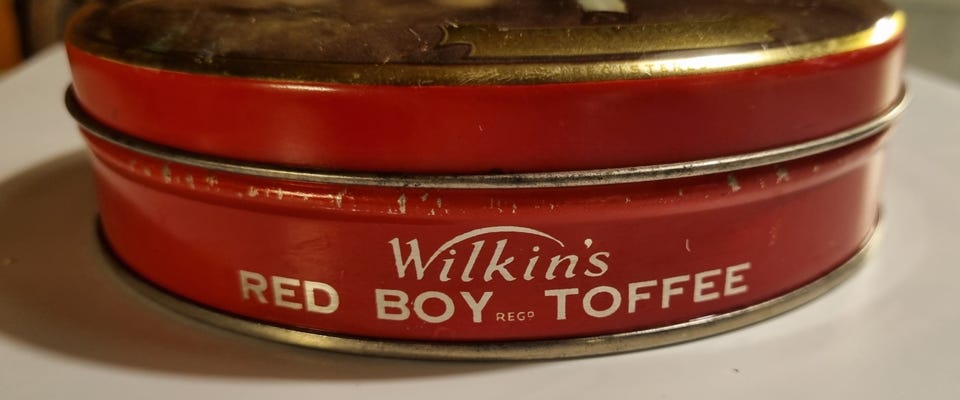 Wilkin's
RED BOY REGD TOFFEE